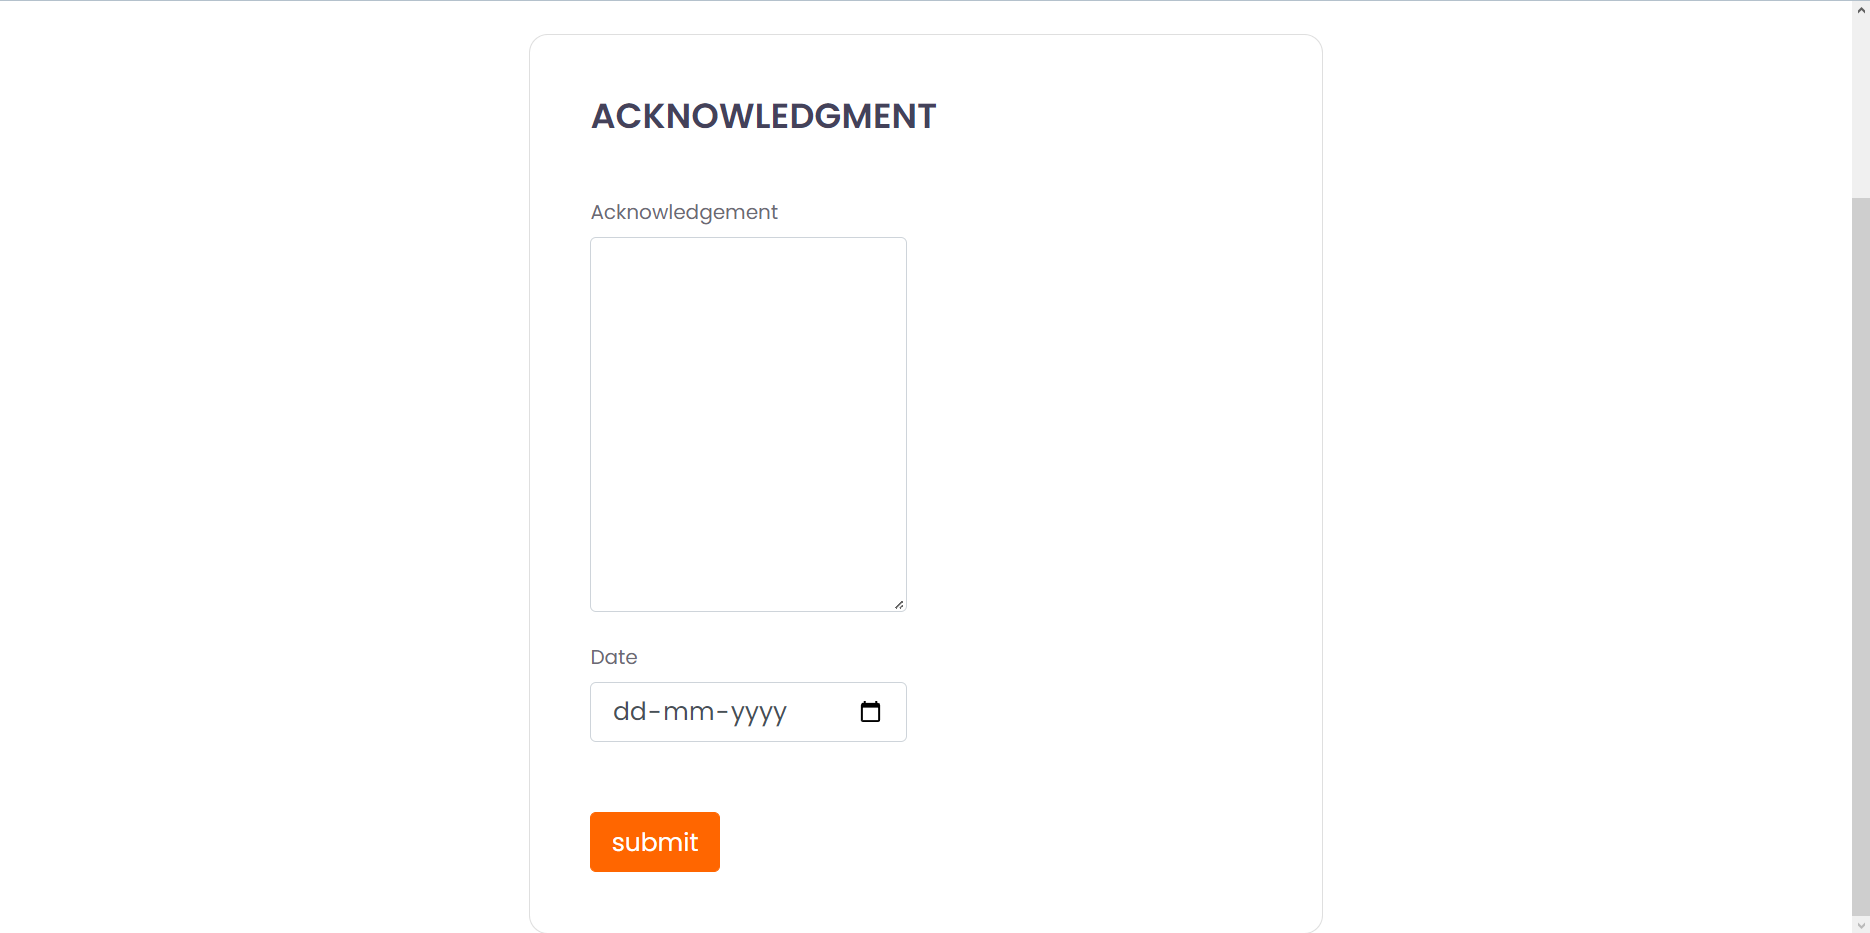 ACKNOWLEDGMENT
Acknowledgement
Date
dd-mm-yyyy
submit